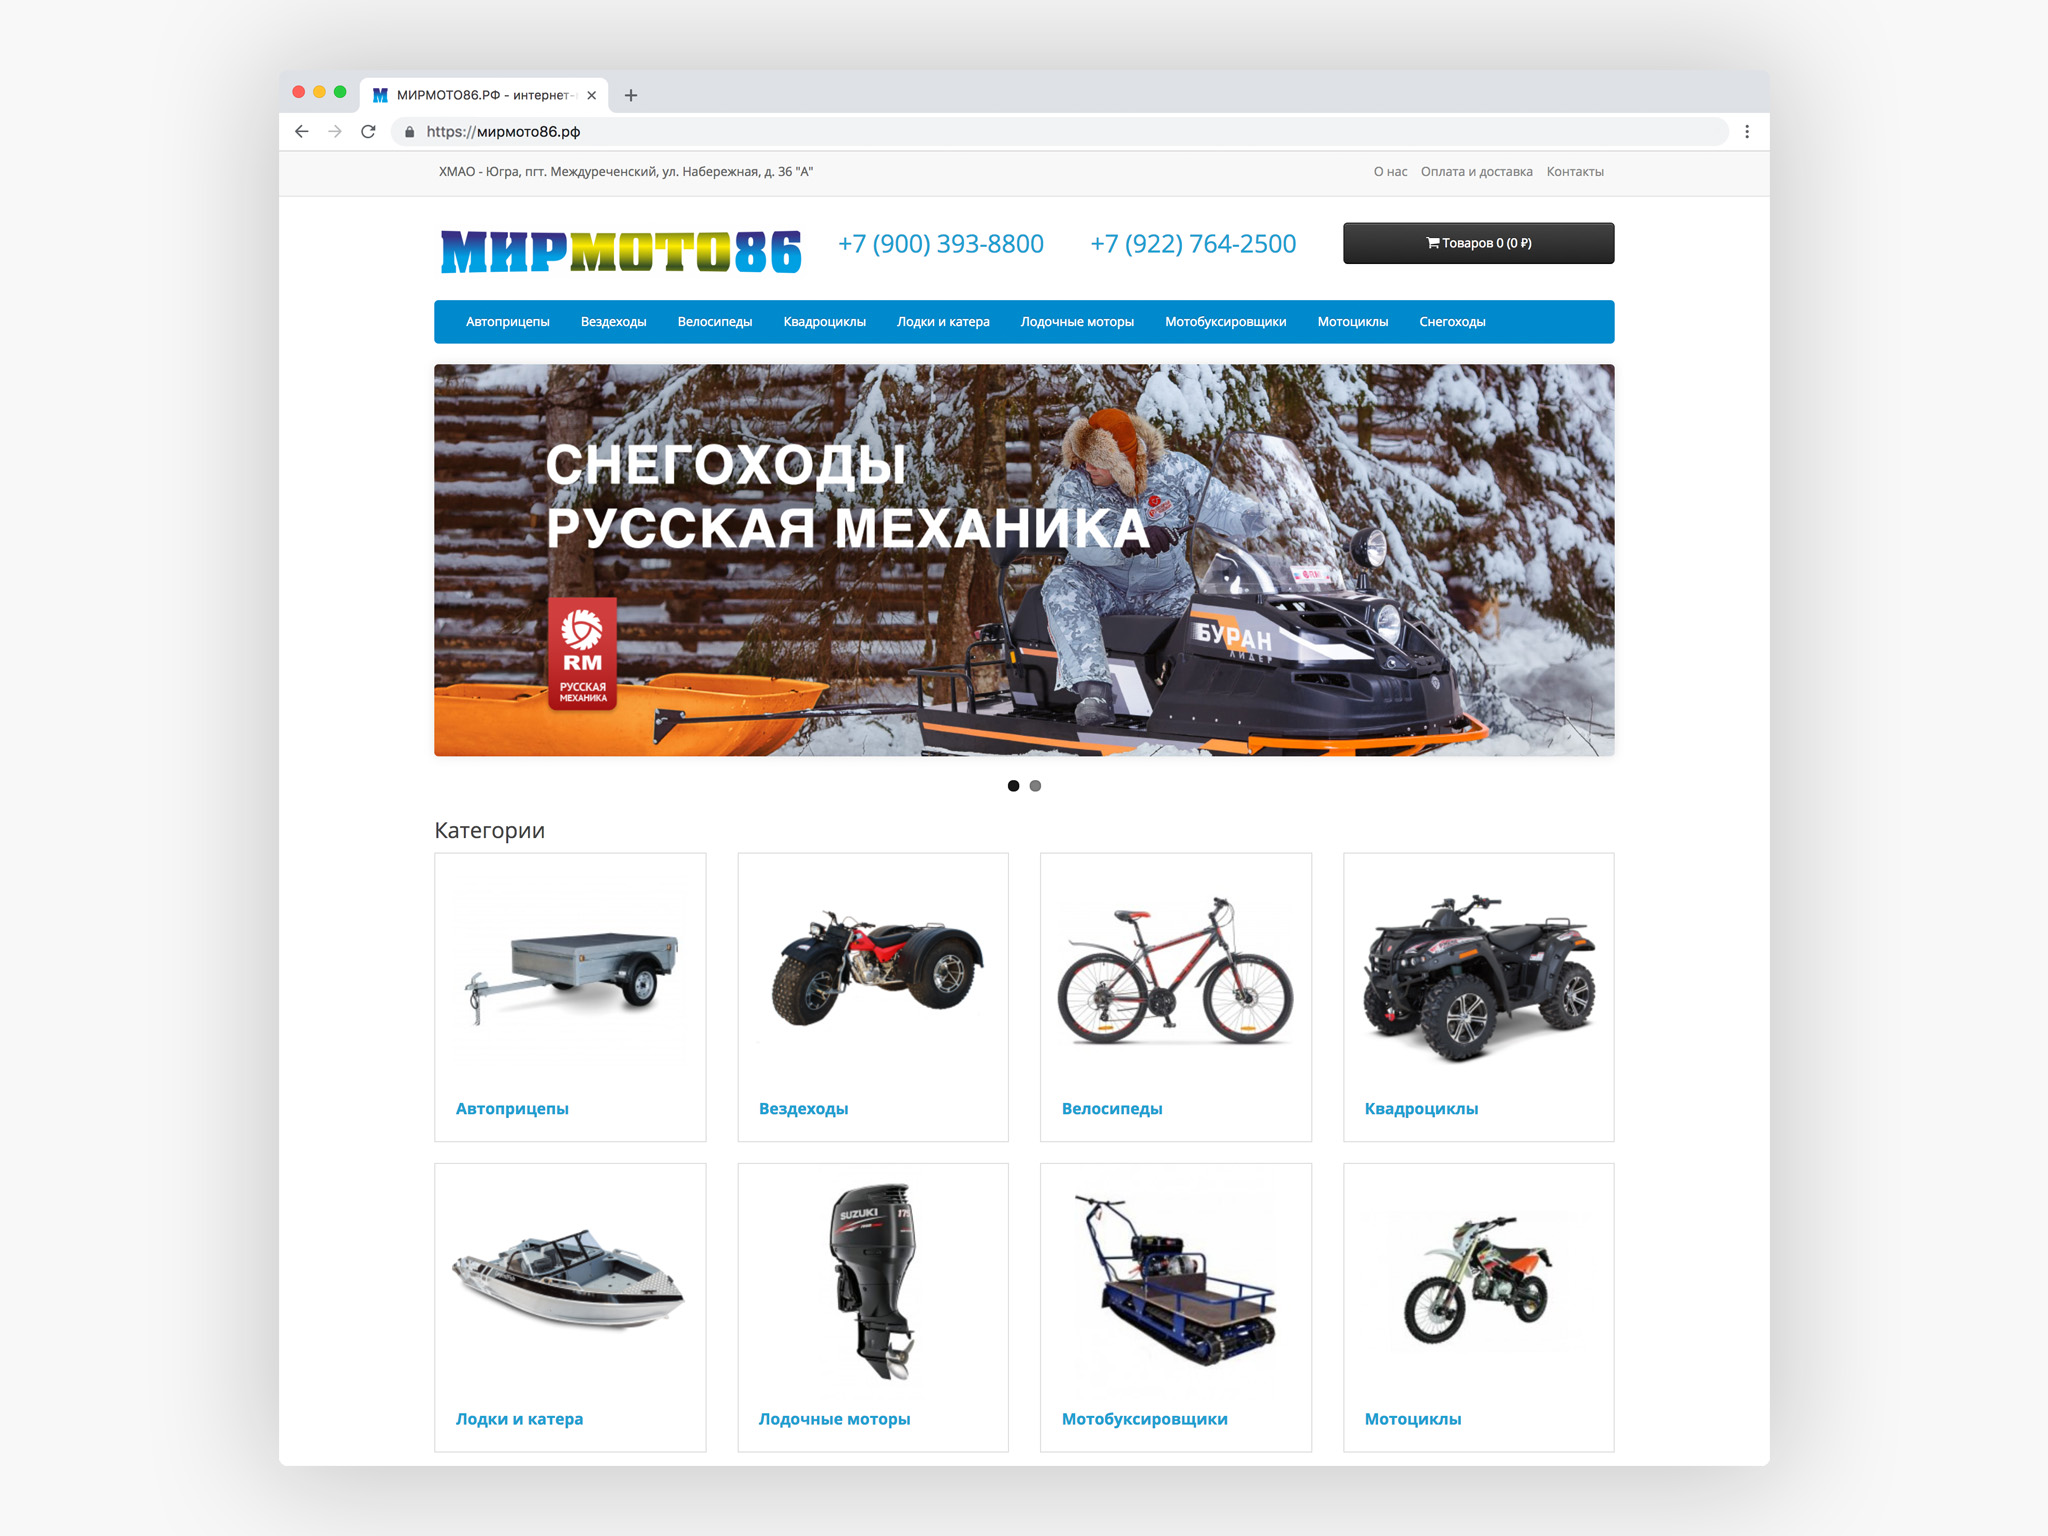 МИРМОТО86.РФ - интернет-
https://мирмото86.рф
ХМАО - Югра, пгт. Междуреченский, ул. Набережная, д. 36 "А"
О нас Оплата и доставка Контакты
МИРМОТО86 +7 (900) 393-8800 +7 (922) 764-2500 Товаров 0 (0 ₽)
Автоприцепы Вездеходы Велосипеды Квадроциклы Лодки и катера Лодочные моторы Мотобуксировщики Мотоциклы Снегоходы
СНЕГОХОДЫ
РУССКАЯ МЕХАНИКА
БУРАН
ЛИДЕР
RM
РУССКАЯ
МЕХАНИКА
Категории
Автоприцепы Вездеходы Велосипеды Квадроциклы
SUZUKI 175
Лодки и катера Лодочные моторы Мотобуксировщики Мотоциклы